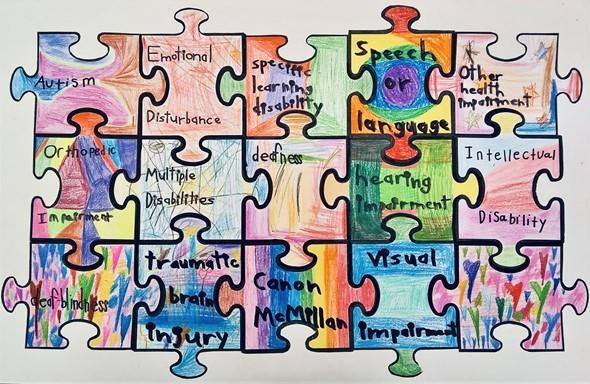 Autism
Emotional
Disturbance
specific
learning
disability
Speech
or
language
Other
health
impairment
Orthopedic
Impairment
Multiple
Disabilities
deafness
hearing
impairment
Intellectual
Disability
deafblindness
traumatic
brain
injury
Canon
McMillan
Visual
impairment